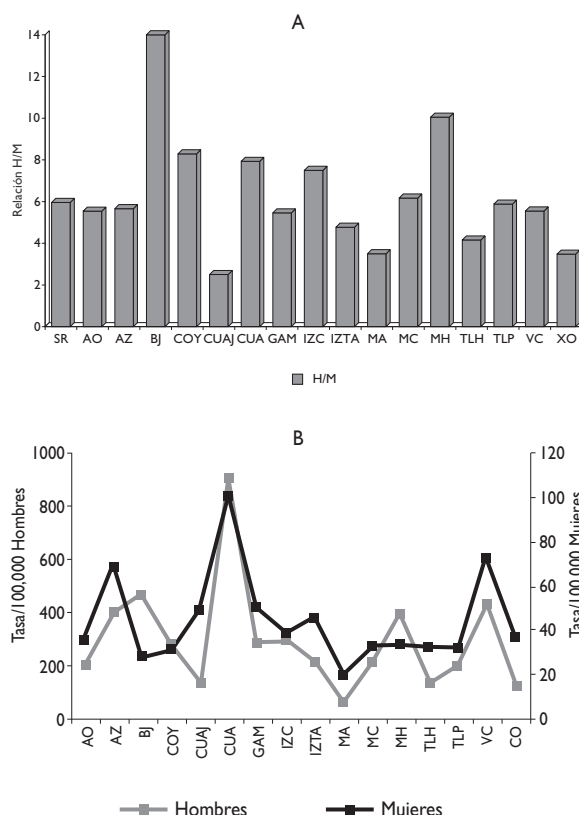 A
Relación H/M
14
12
10
8
6
4
2
0
SR AO AZ BJ COY CUAJ CUA GAM IZC IZTA MA MC MH TLH TLP VC XO
H/M
B
Tasa/100,000 Hombres
1000
800
600
400
200
0
Tasa/100,000 Mujeres
120
100
80
60
40
20
0
AO AZ BJ COY CUAJ CUA GAM IZC IZTA MA MC MH TLH TLP VC CO
Hombres Mujeres